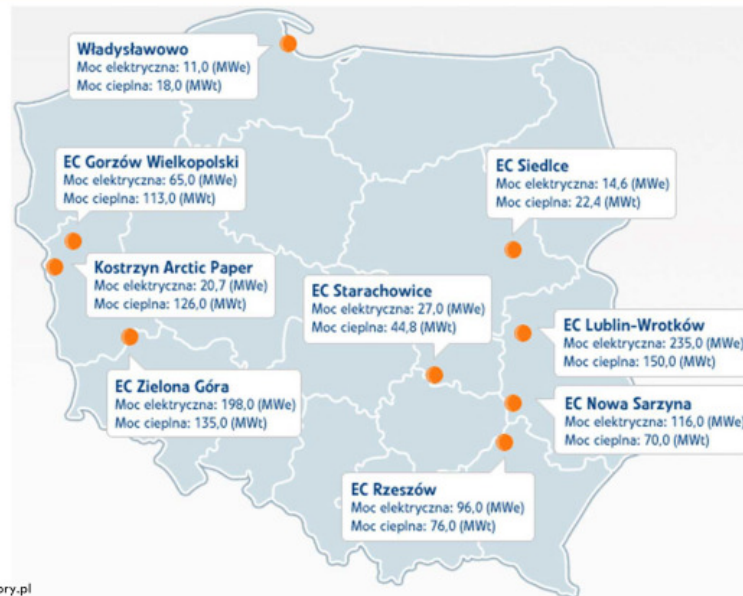 Władysławowo
Moc elektryczna: 11,0 (MWe)
Moc cieplna: 18,0 (MWt)
EC Gorzów Wielkopolski
Moc elektryczna: 65,0 (MWe)
Moc cieplna: 113,0 (MWt)
EC Siedlce
Moc elektryczna: 14,6 (MWe)
Moc cieplna: 22,4 (MWt)
Kostrzyn Arctic Paper
Moc elektryczna: 20,7 (MWe)
Moc cieplna: 126,0 (MWt)
EC Starachowice
Moc elektryczna: 27,0 (MWe)
Moc cieplna: 44,8 (MWt)
EC Lublin-Wrotków
Moc elektryczna: 235,0 (MWe)
Moc cieplna: 150,0 (MWt)
EC Zielona Góra
Moc elektryczna: 198,0 (MWe)
Moc cieplna: 135,0 (MWt)
EC Nowa Sarzyna
Moc elektryczna: 116,0 (MWe)
Moc cieplna: 70,0 (MWt)
EC Rzeszów
Moc elektryczna: 96,0 (MWe)
Moc cieplna: 76,0 (MWt)
ory.pl